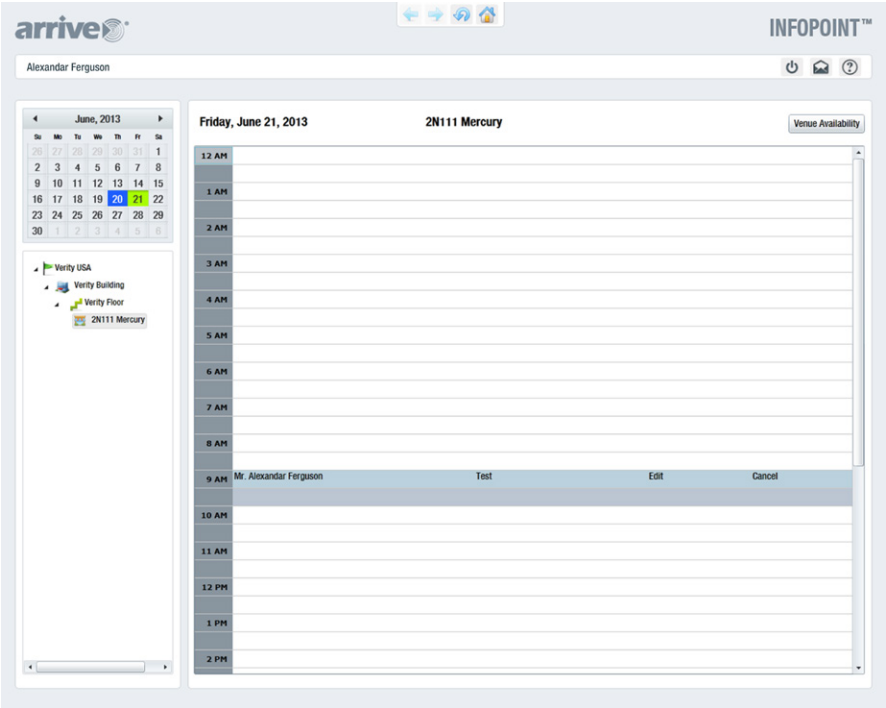 arrive
INFOPOINT™
Alexandar Ferguson
June, 2013
Su Mo Tu We Th Fr Sa
26 27 28 29 30 31 1
2 3 4 5 6 7 8
9 10 11 12 13 14 15
16 17 18 19 20 21 22
23 24 25 26 27 28 29
30 1 2 3 4 5 6
Verity USA
Verity Building
Verity Floor
2N111 Mercury
Friday, June 21, 2013 2N111 Mercury
Venue Availability
12 AM
1 AM
2 AM
3 AM
4 AM
5 AM
6 AM
7 AM
8 AM
9 AM Mr. Alexandar Ferguson Test Edit Cancel
10 AM
11 AM
12 PM
1 PM
2 PM